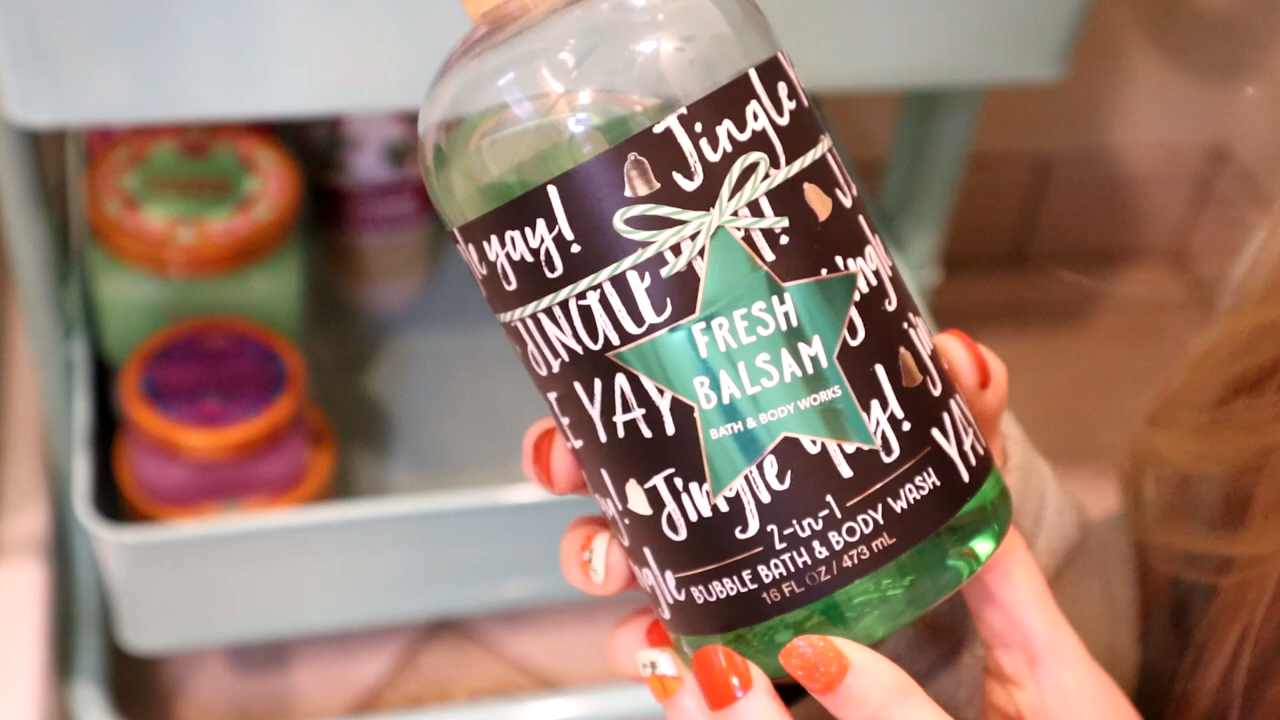 Jingle
yay!
JINGLE
YAY
jingle
FRESH
BALSAM
BATH & BODY WORKS
Jingle yay!
2-in-1
BUBBLE BATH & BODY WASH
16 FL OZ / 473 mL